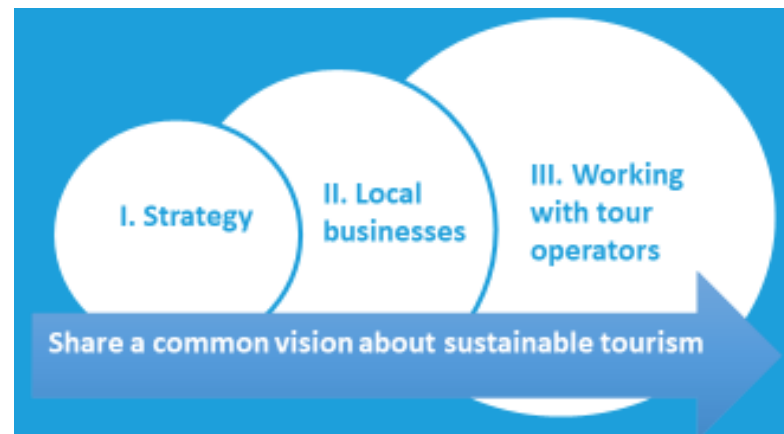 I. Strategy
II. Local
businesses
III. Working
with tour
operators
Share a common vision about sustainable tourism